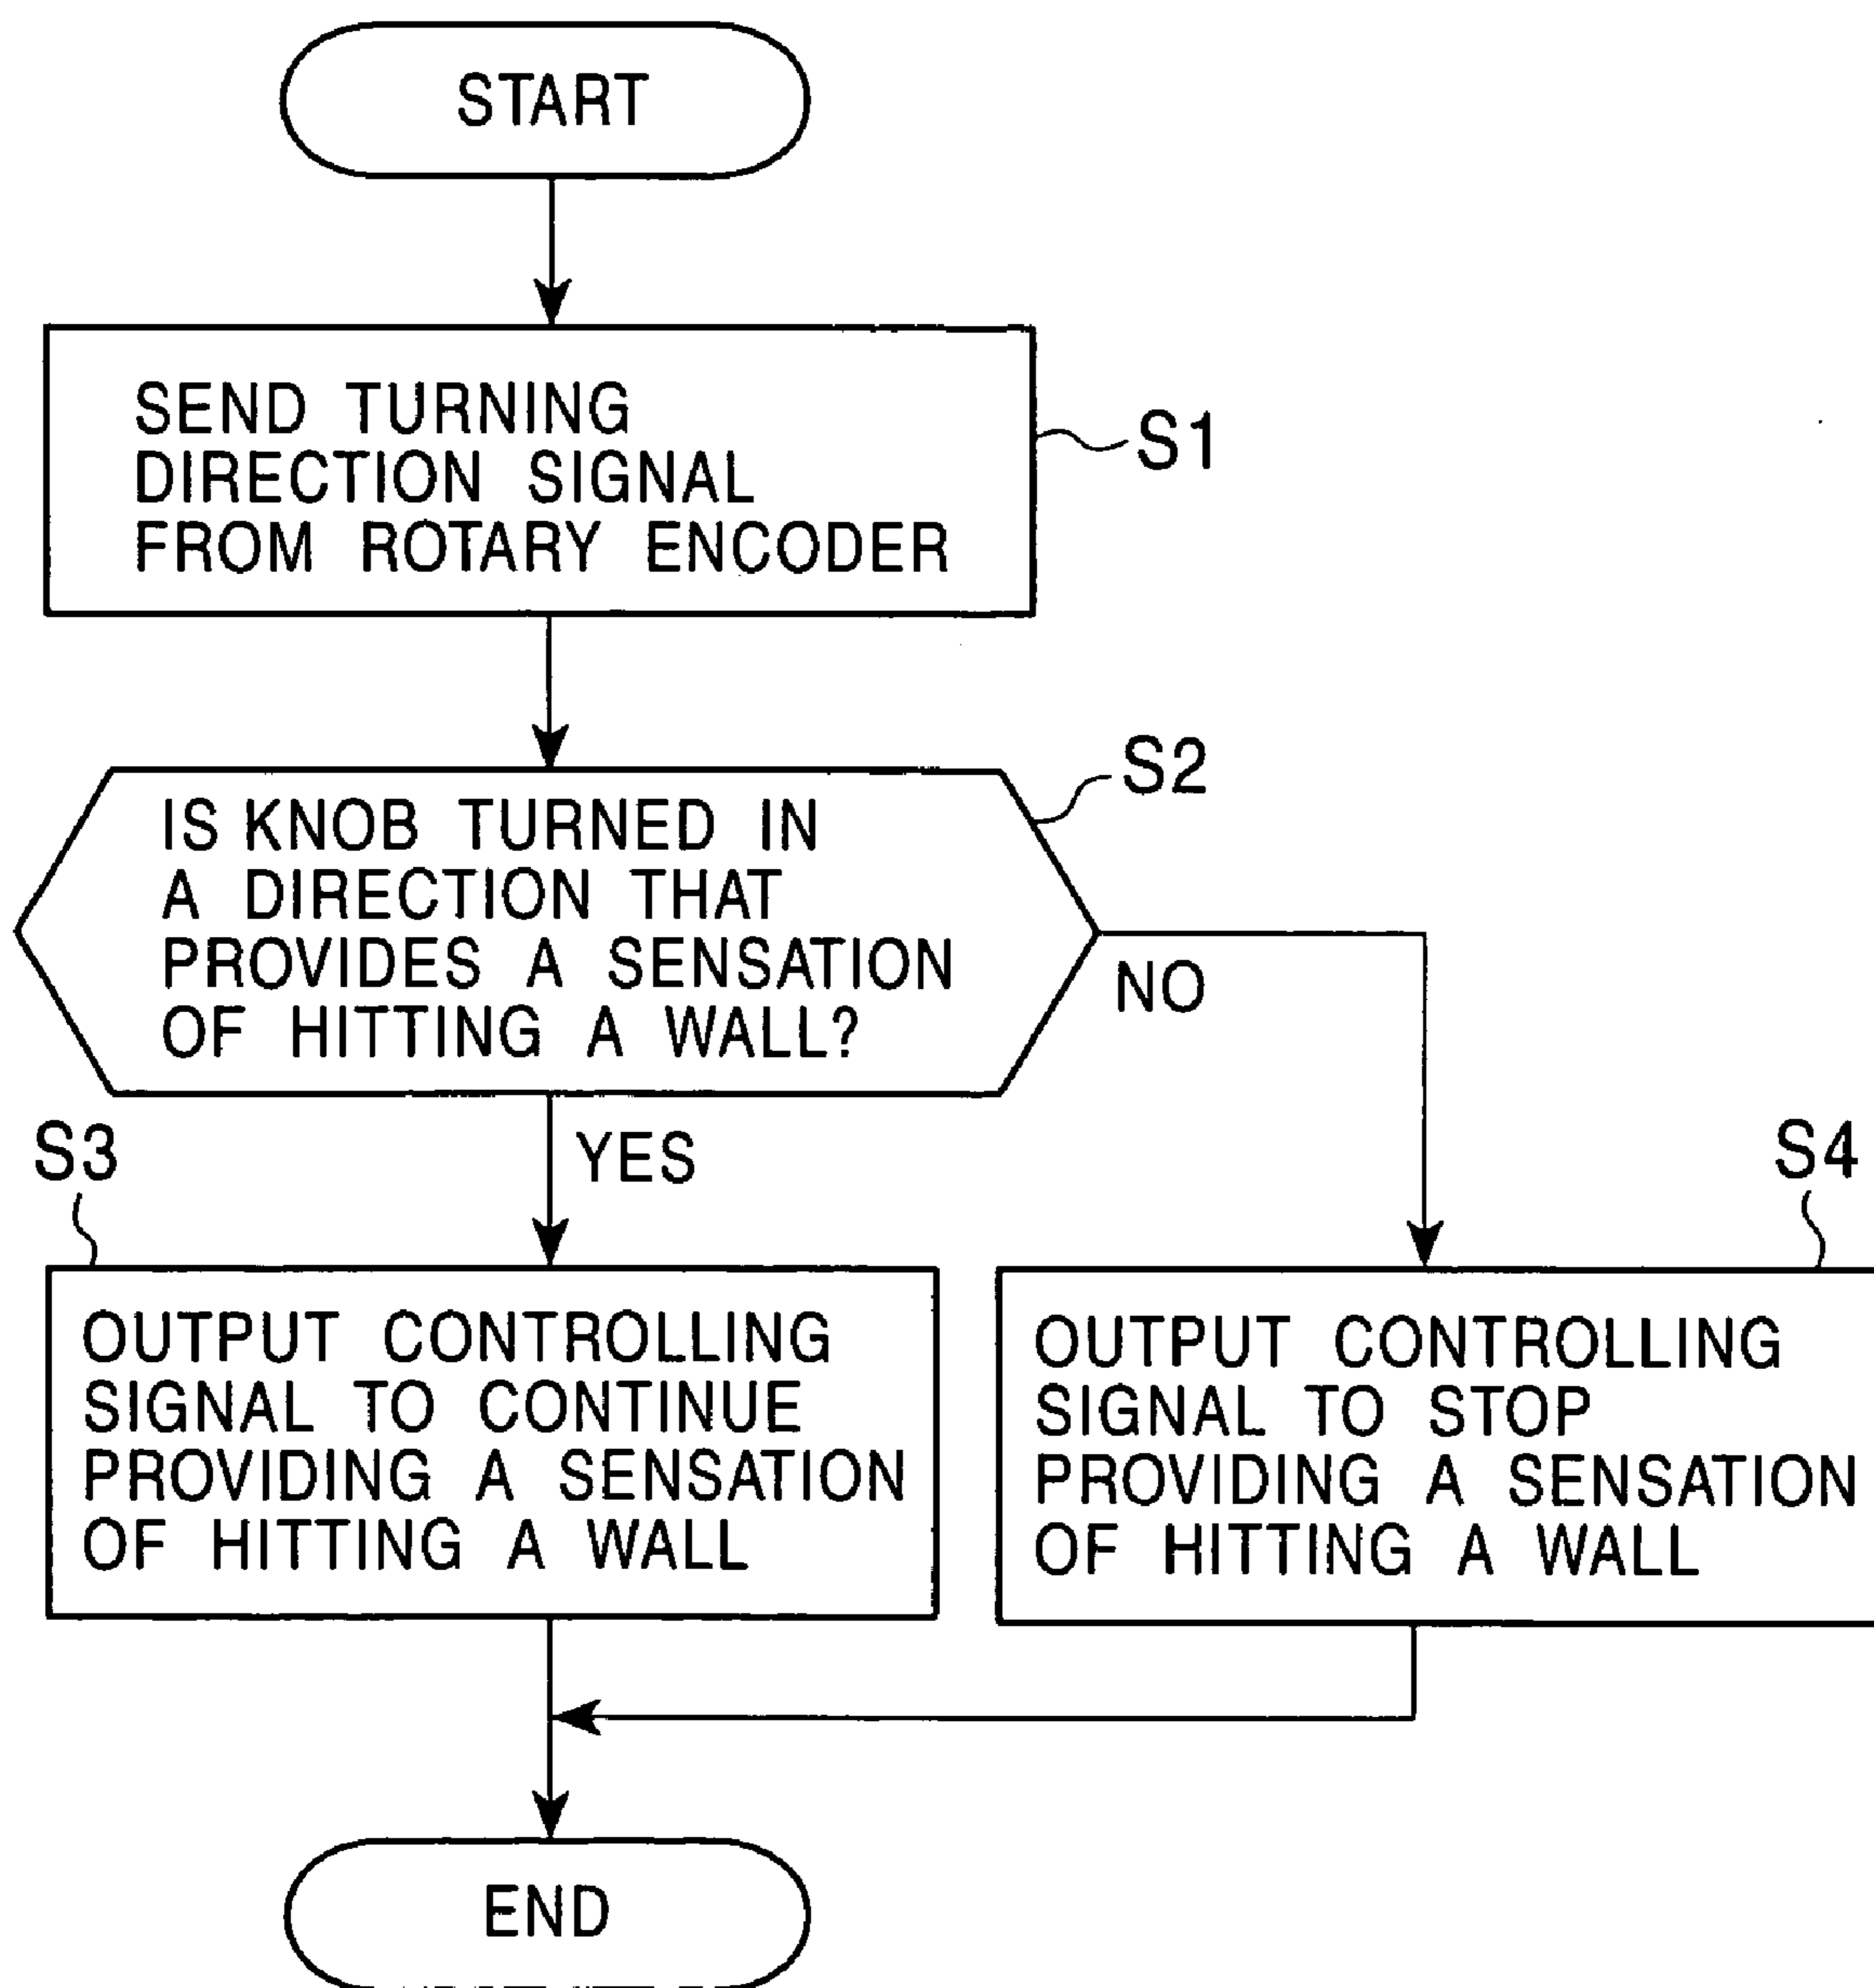 START
SEND TURNING
DIRECTION SIGNAL
FROM ROTARY ENCODER
S1
IS KNOB TURNED IN
A DIRECTION THAT
PROVIDES A SENSATION
OF HITTING A WALL?
S2
NO
YES
S3
OUTPUT CONTROLLING
SIGNAL TO CONTINUE
PROVIDING A SENSATION
OF HITTING A WALL
S4
OUTPUT CONTROLLING
SIGNAL TO STOP
PROVIDING A SENSATION
OF HITTING A WALL
END